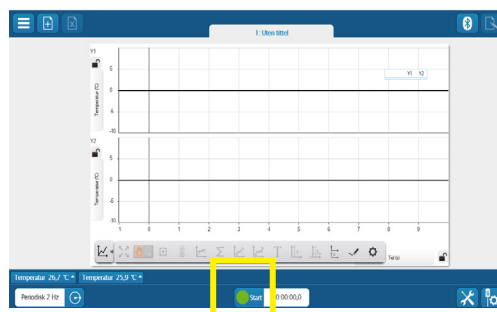 1: Uten tittel
Y1
Y1 Y2
5
0
-5
-10
Temperatur (°C)
Y2
5
0
-5
-10
Temperatur (°C)
1 0 1 2 3 4 5 6 7 8 9
Σ T
Tid (s)
Temperatur 26,7 °C Temperatur 25,9 °C
Periodisk 2 Hz Start 0:00:00,0